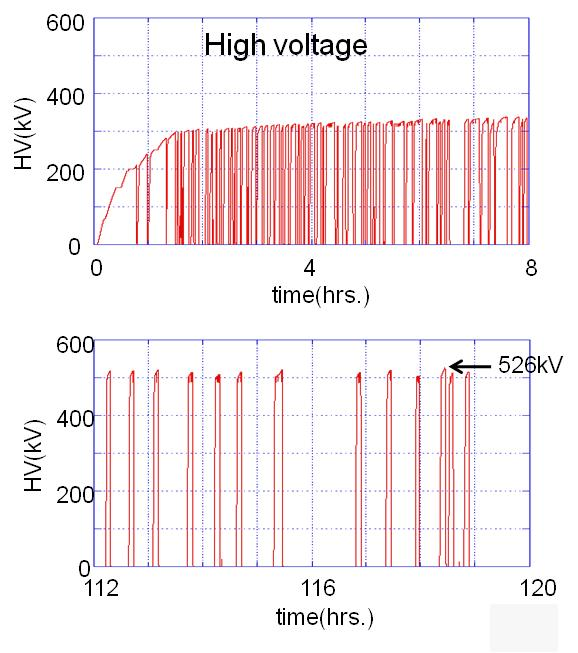 High voltage
600
400
200
0
HV(kV)
0 4 8
time(hrs.)
600
400
200
0
HV(kV)
526kV
112 116 120
time(hrs.)